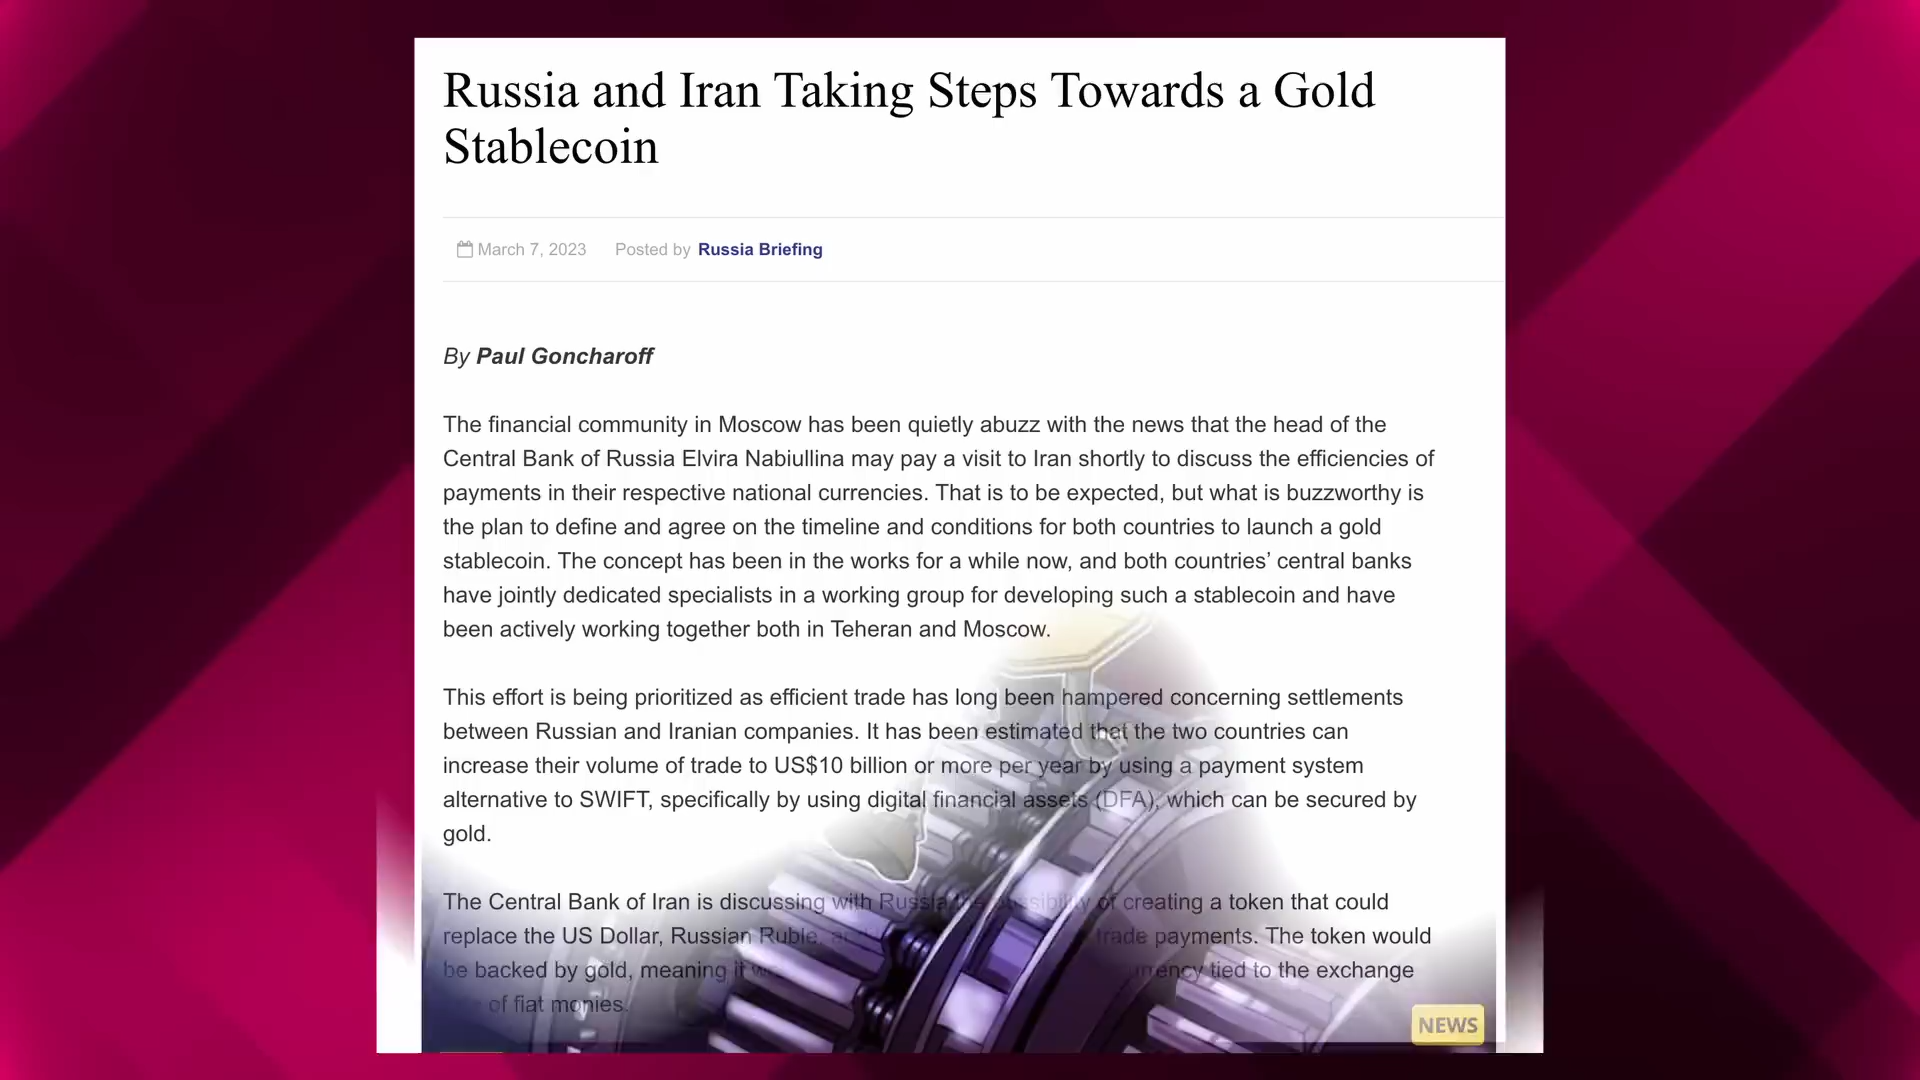 Russia and Iran Taking Steps Towards a Gold
Stablecoin
March 7, 2023 Posted by Russia Briefing
By Paul Goncharoff
The financial community in Moscow has been quietly abuzz with the news that the head of the
Central Bank of Russia Elvira Nabiullina may pay a visit to Iran shortly to discuss the efficiencies of
payments in their respective national currencies. That is to be expected, but what is buzzworthy is
the plan to define and agree on the timeline and conditions for both countries to launch a gold
stablecoin. The concept has been in the works for a while now, and both countries’ central banks
have jointly dedicated specialists in a working group for developing such a stablecoin and have
been actively working together both in Teheran and Moscow.
This effort is being prioritized as efficient trade has long been hampered concerning settlements
between Russian and Iranian companies. It has been estimated that the two countries can
increase their volume of trade to US$10 billion or more per year by using a payment system
alternative to SWIFT, specifically by using digital financial assets (DFA), which can be secured by
gold.
The Central Bank of Iran is discussing with Russia the possibility of creating a token that could
replace the US Dollar, Russian Ruble, trade payments. The token would
be backed by gold, meaning it tied to the exchange
of fiat monies.
NEWS